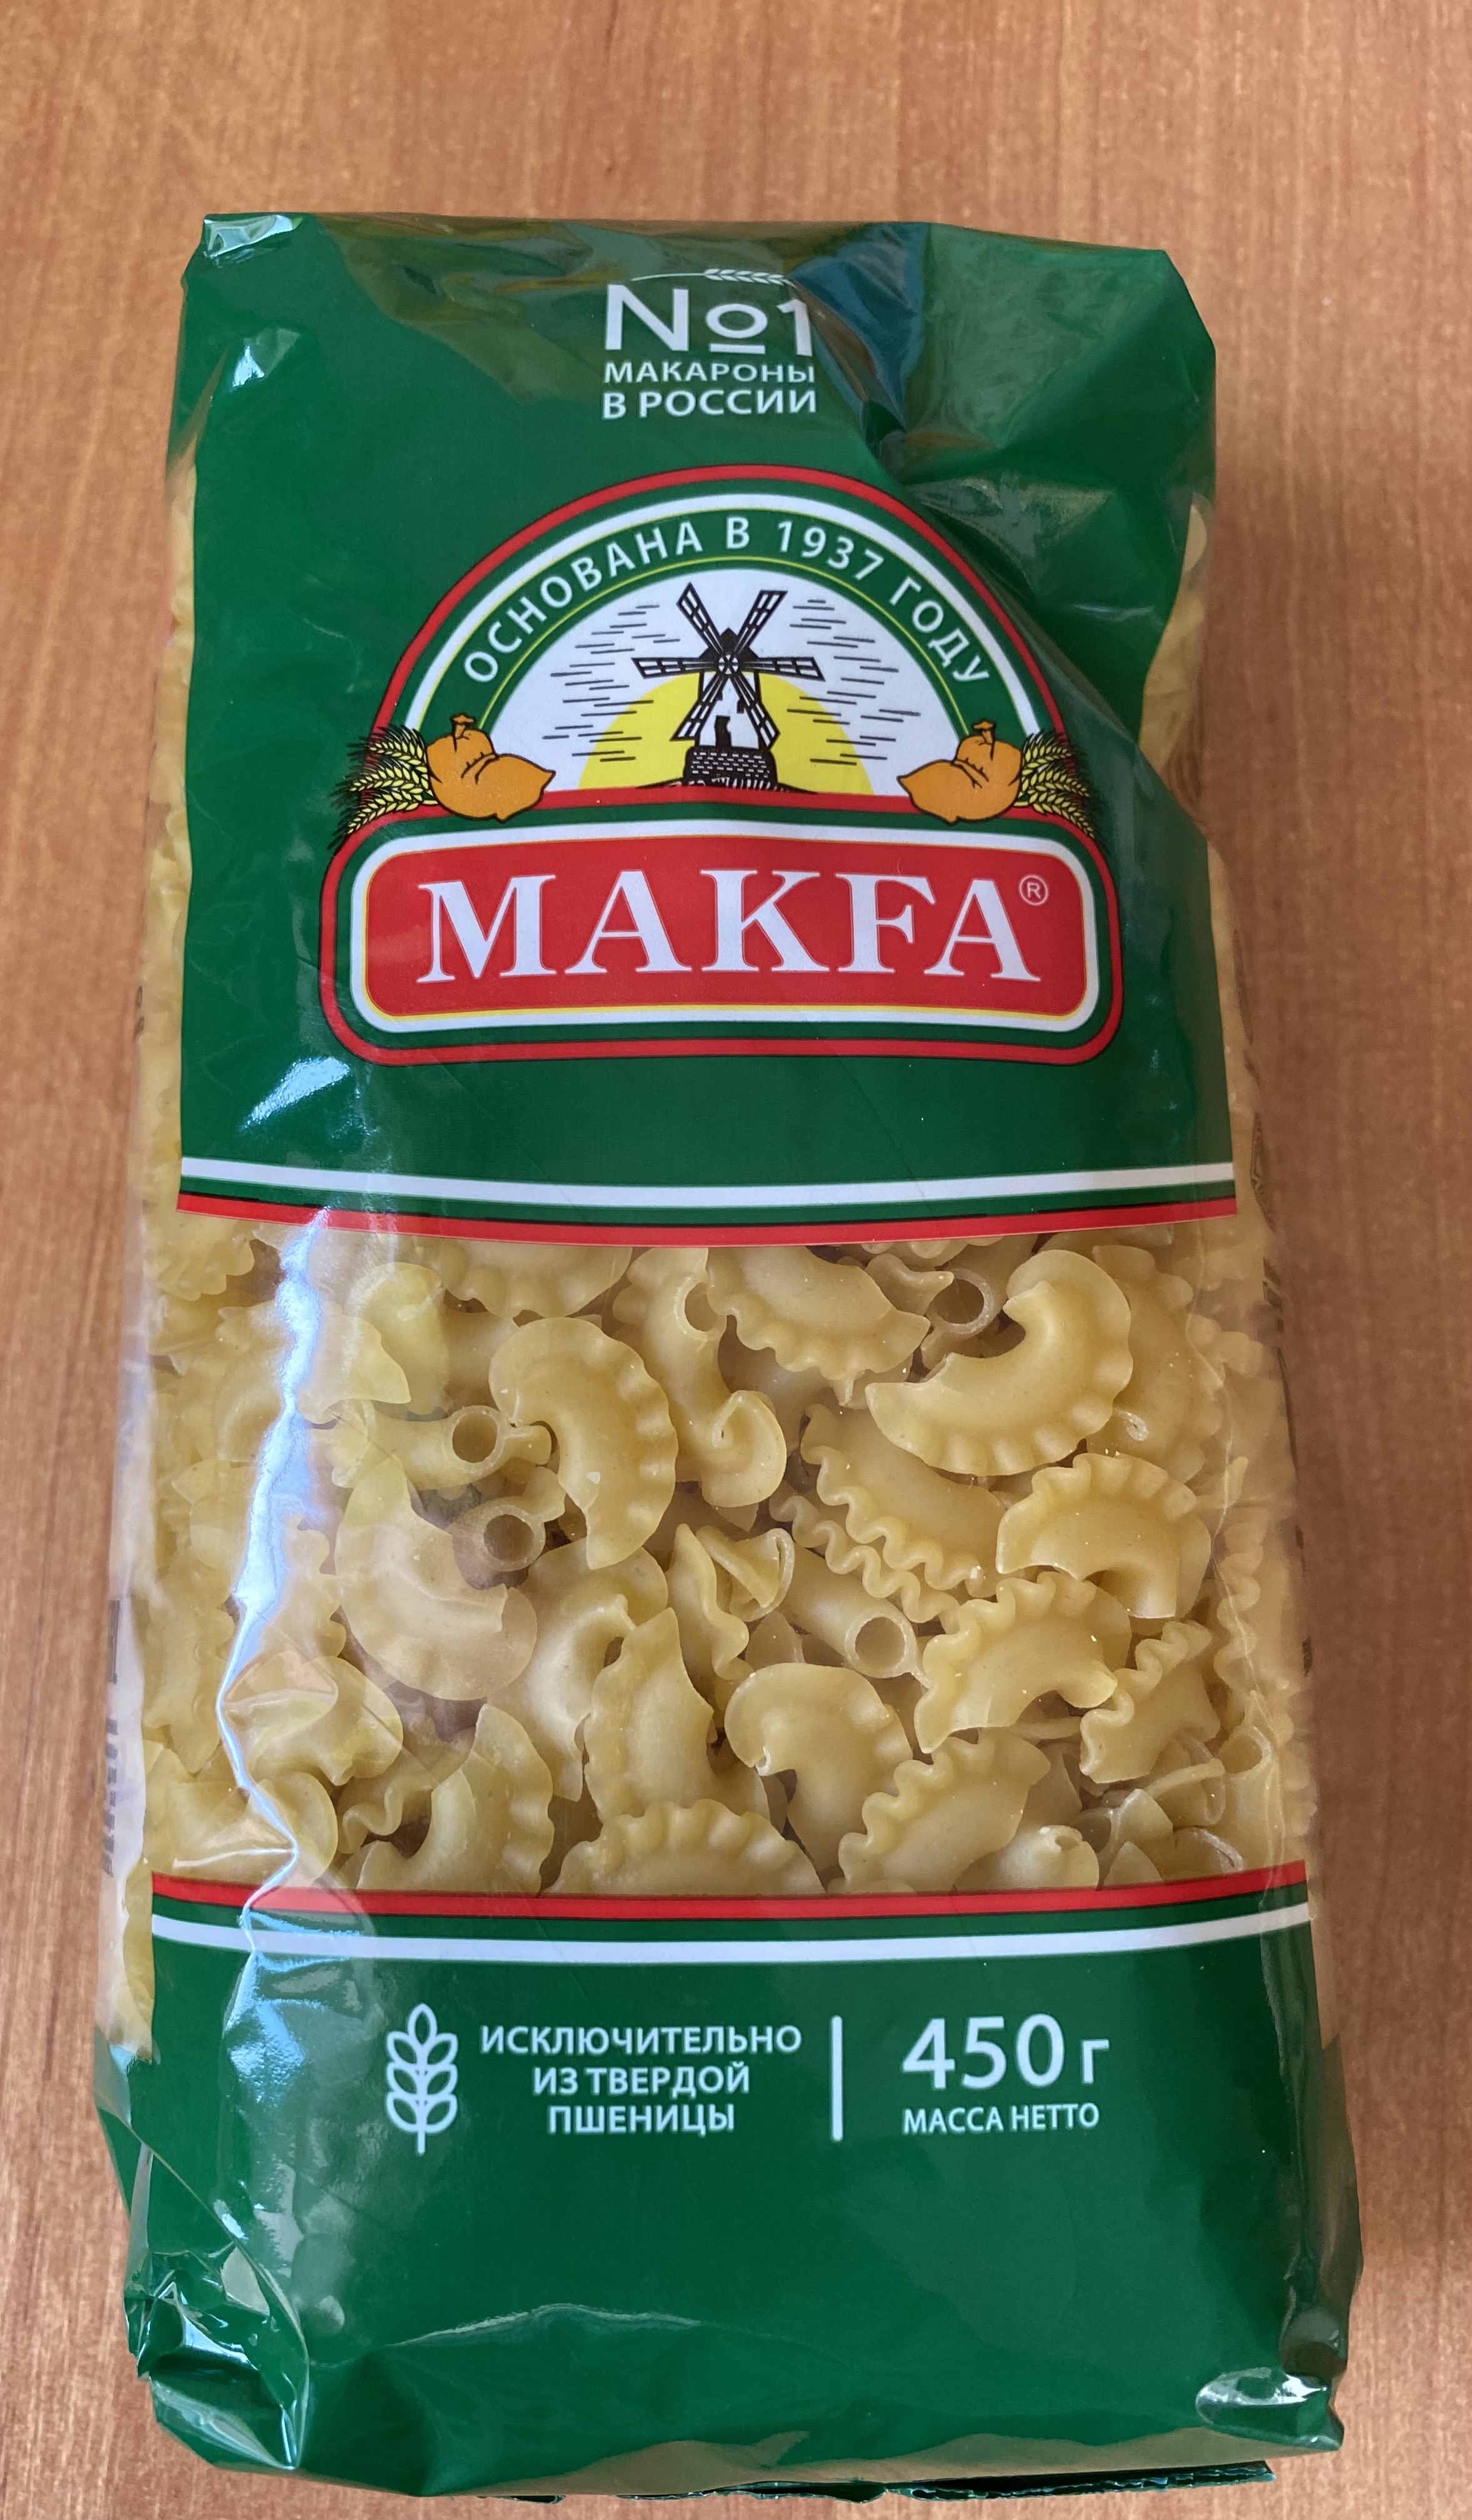 №1
МАКАРОНЫ
В РОССИИ
ОСНОВАНА В 1937 ГОДУ
MAKFA®
ИСКЛЮЧИТЕЛЬНО
ИЗ ТВЕРДОЙ
ПШЕНИЦЫ
450 г
МАССА НЕТТО